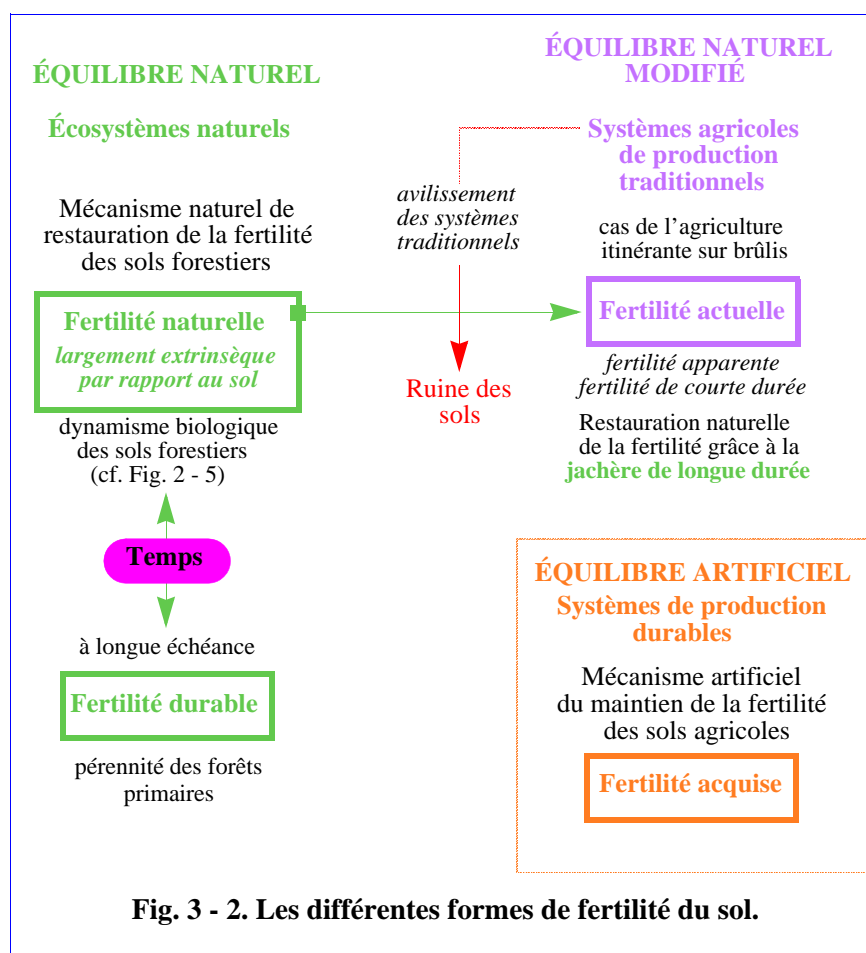 ÉQUILIBRE NATUREL
Écosystèmes naturels
Mécanisme naturel de
restauration de la fertilité
des sols forestiers
Fertilité naturelle
largement extrinsèque
par rapport au sol
dynamisme biologique
des sols forestiers
(cf. Fig. 2 - 5)
Temps
à longue échéance
Fertilité durable
pérennité des forêts
primaires
avilissement
des systèmes
traditionnels
Ruine des
sols
ÉQUILIBRE NATUREL
MODIFIÉ
Systèmes agricoles
de production
traditionnels
cas de l’agriculture
itinérante sur brûlis
Fertilité actuelle
fertilité apparente
fertilité de courte durée
Restauration naturelle
de la fertilité grâce à la
jachère de longue durée
ÉQUILIBRE ARTIFICIEL
Systèmes de production
durables
Mécanisme artificiel
du maintien de la fertilité
des sols agricoles
Fertilité acquise
Fig. 3 - 2. Les différentes formes de fertilité du sol.